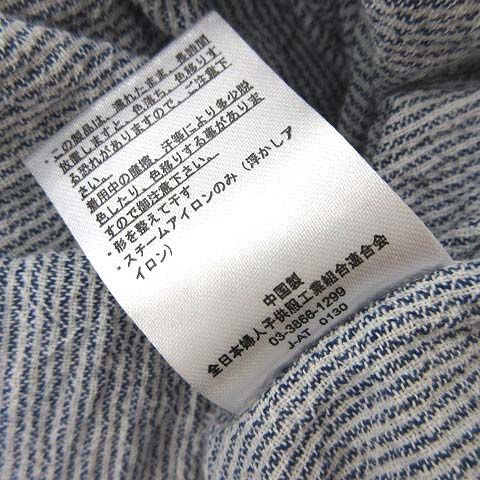 ・この製品は、濡れたまま、長時間
放置しますと、色落ち、色移りす
る恐れがありますので、ご注意下
さい。
着用中の摩擦、汗等により多少脱
色したり、色移りする事がありま
すので御注意下さい。
・形を整えて干す
・スチームアイロンのみ（浮かしア
イロン）
中国製
全日本婦人子供服工業組合連合会
03-3868-1299
J-AT 0130